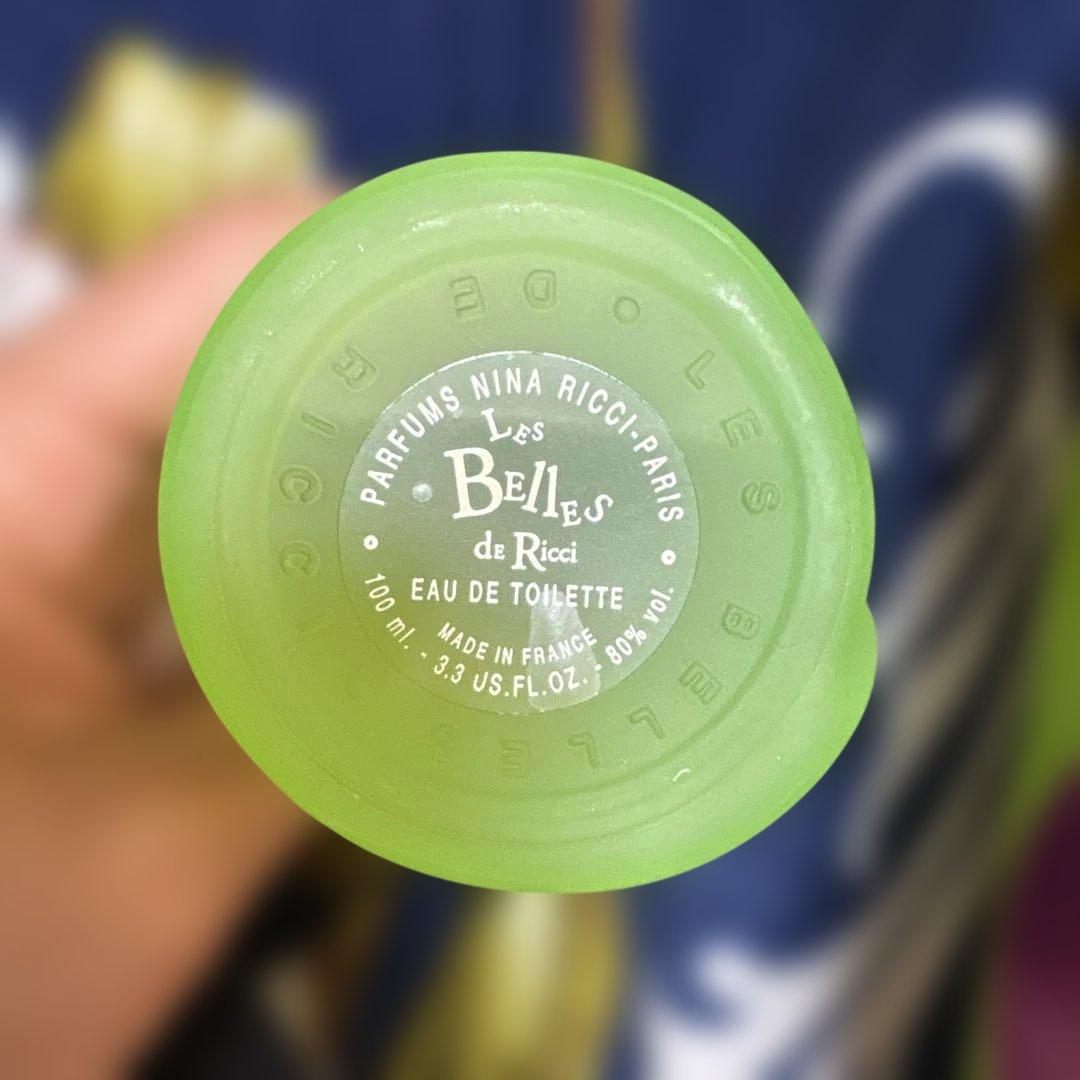 PARFUMS NINA RICCI-PARIS
LES
BEllES
dE Ricci
EAU DE TOILETTE
MADE IN FRANCE
100 ml. - 3.3 US.FL.OZ. - 80% vol.
LES BELLES DE RICCI